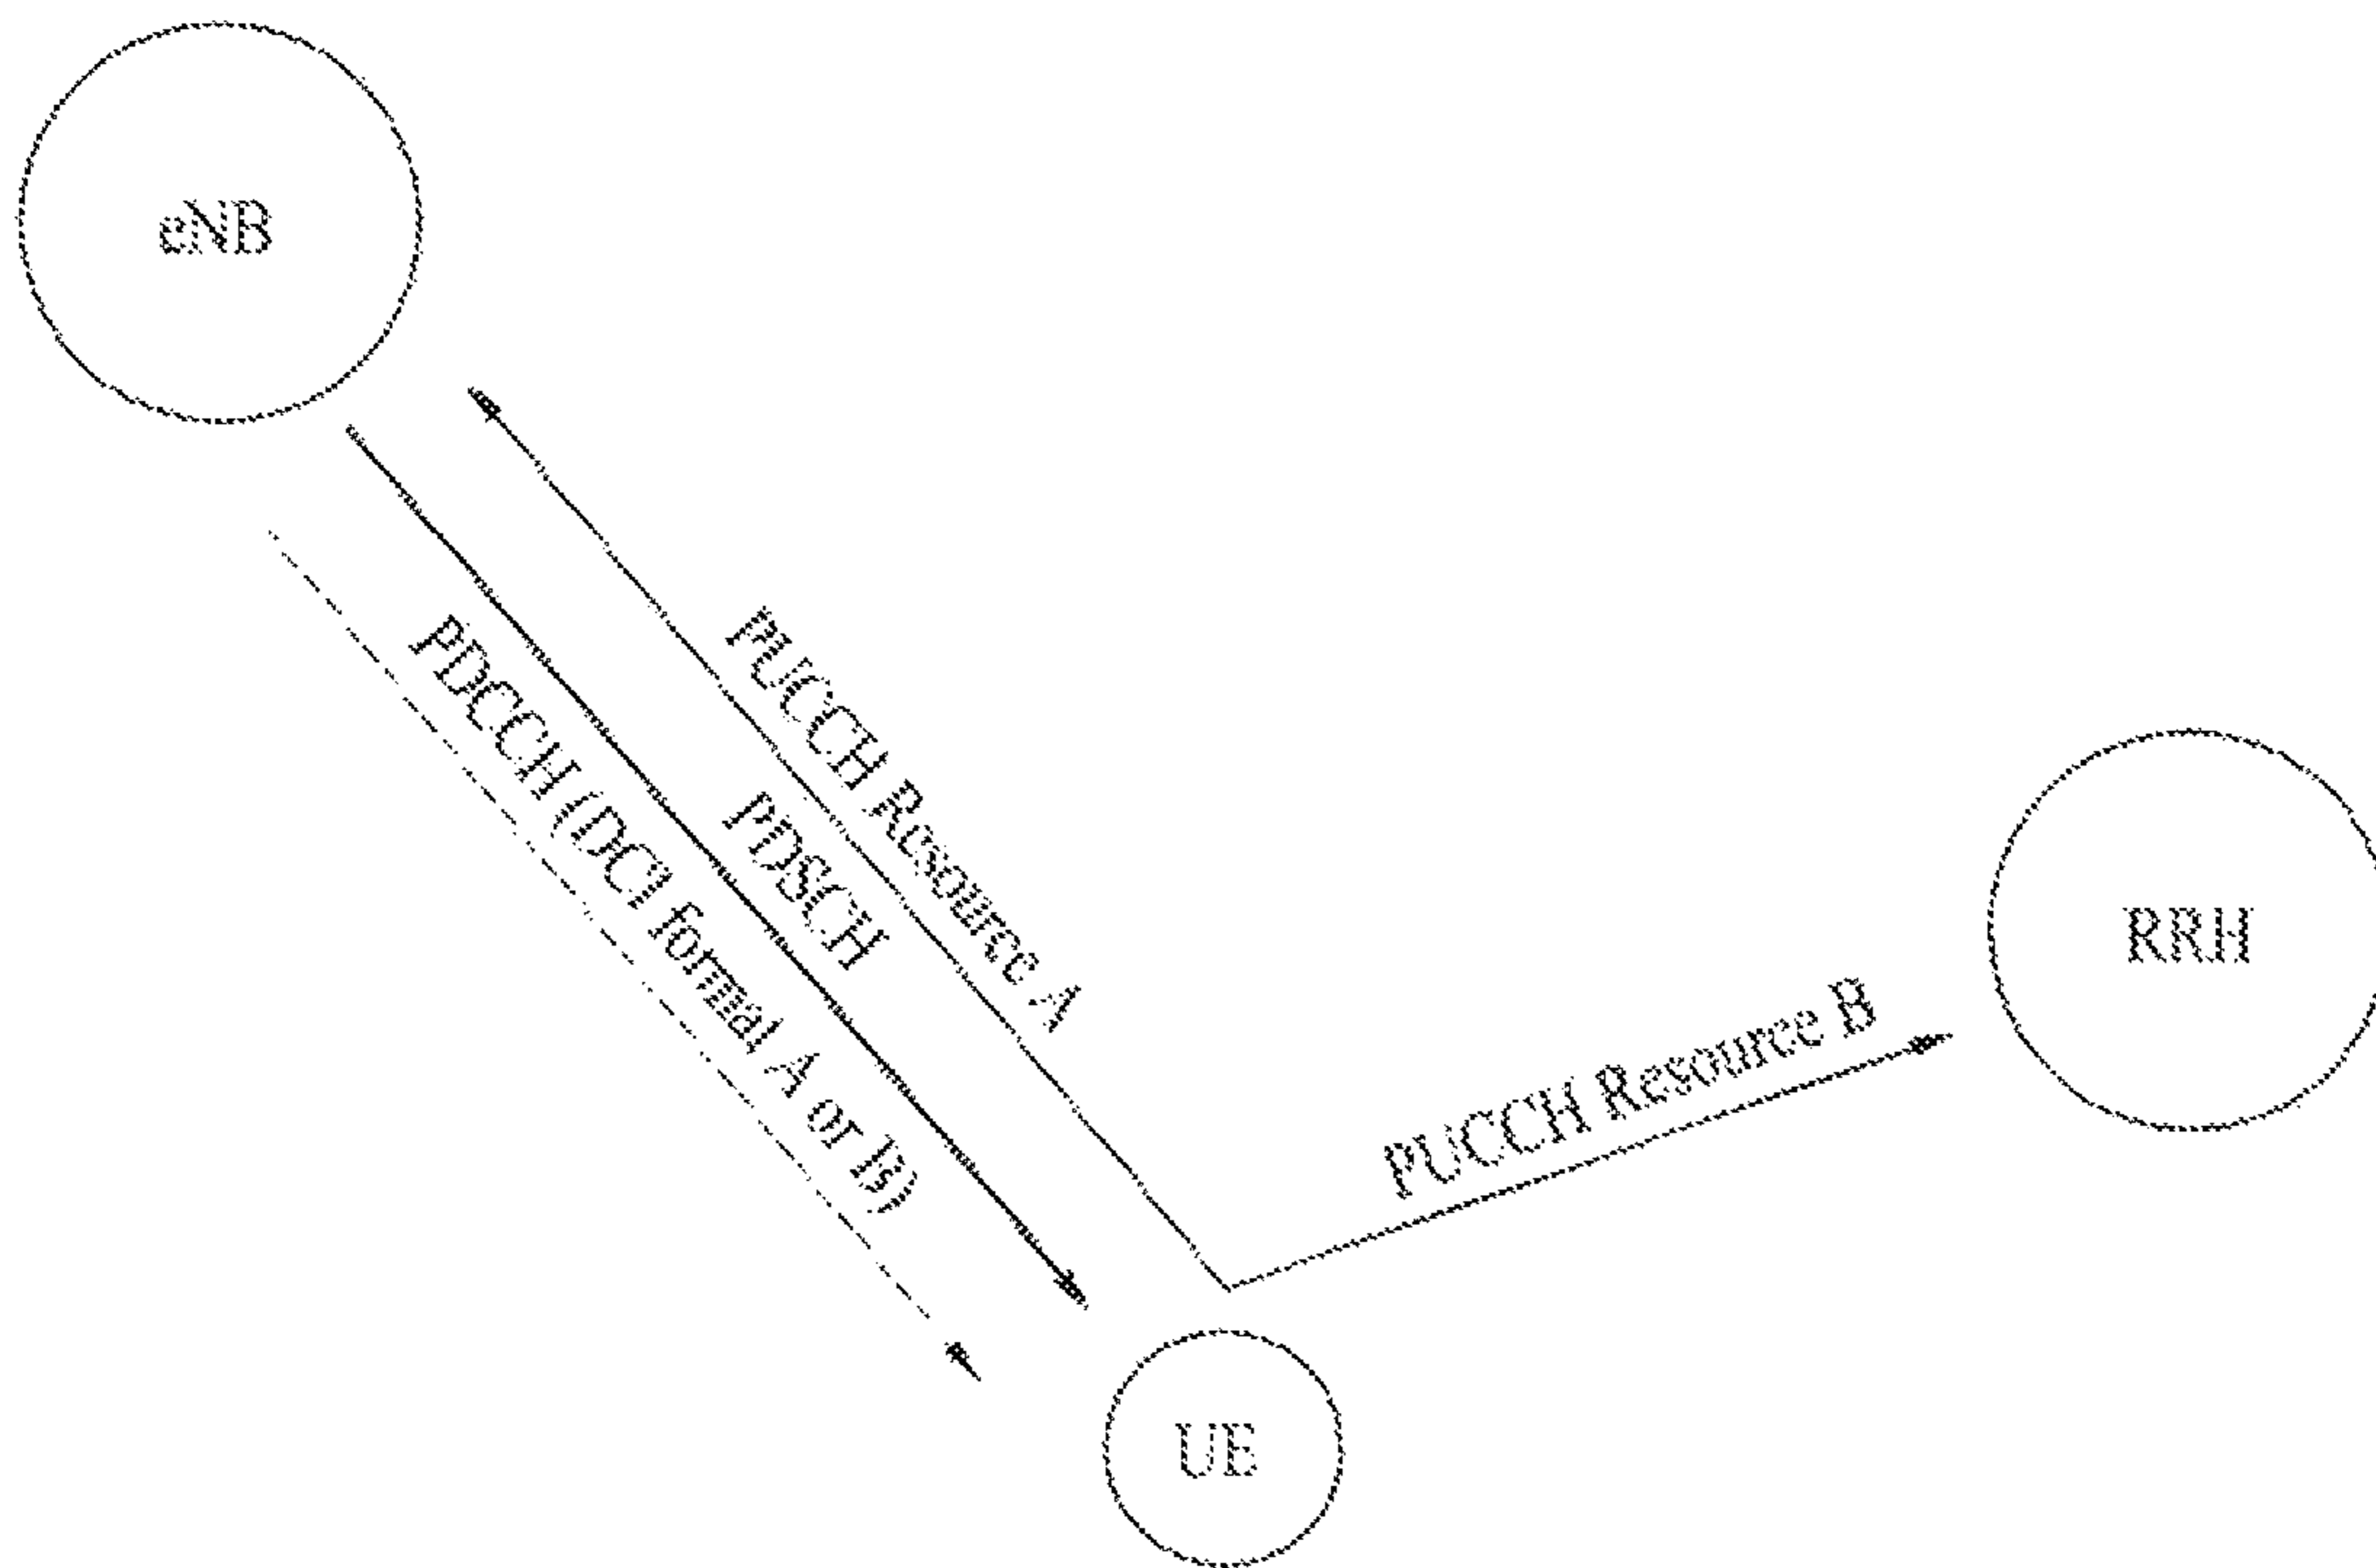 eNB
PUCCH Resource A
PDSCH
PDCCH (DCI format A or B)
RRH
PUCCH Resource B
UE